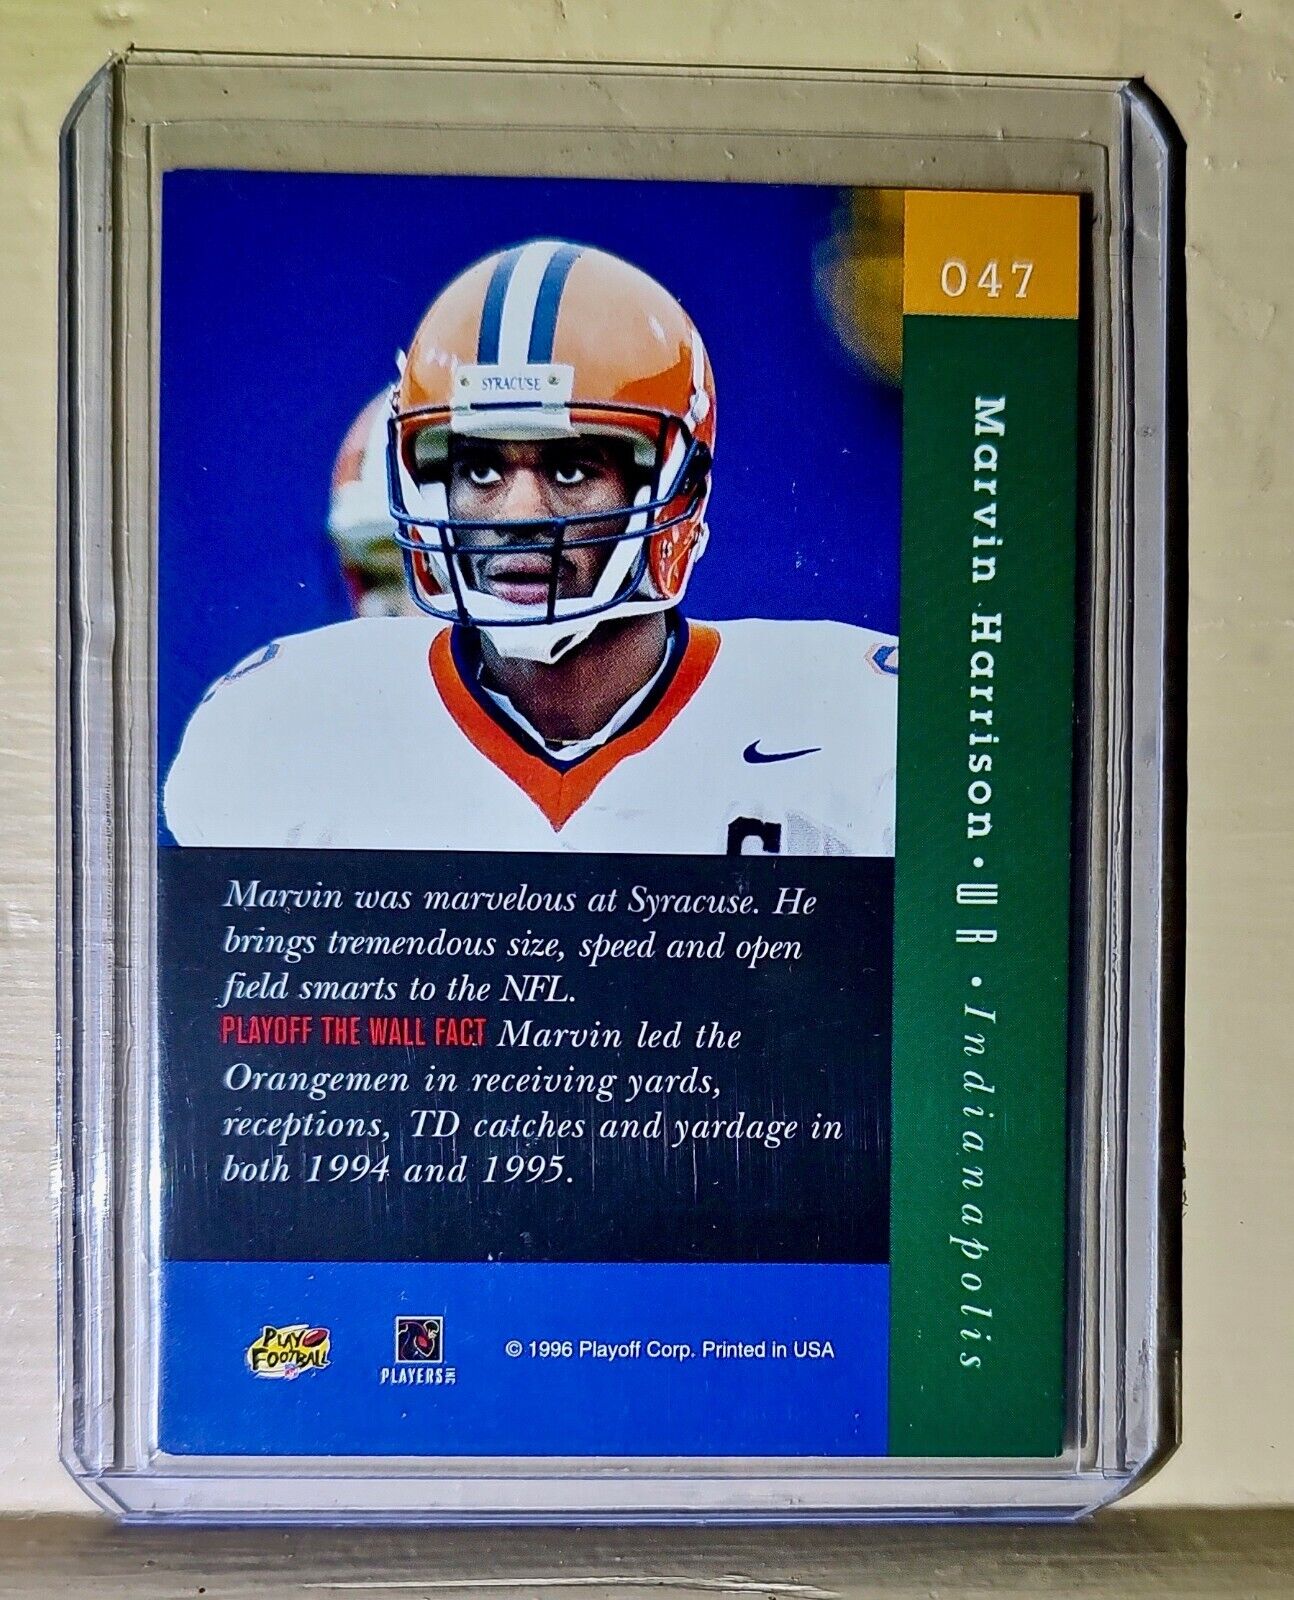 047
SYRACUSE
Marvin Harrison • WR • Indianapolis
Marvin was marvelous at Syracuse. He
brings tremendous size, speed and open
field smarts to the NFL.
PLAYOFF THE WALL FACT Marvin led the
Orangemen in receiving yards,
receptions, TD catches and yardage in
both 1994 and 1995.
PLAY
FOOTBALL
PLAYERS INC
© 1996 Playoff Corp. Printed in USA